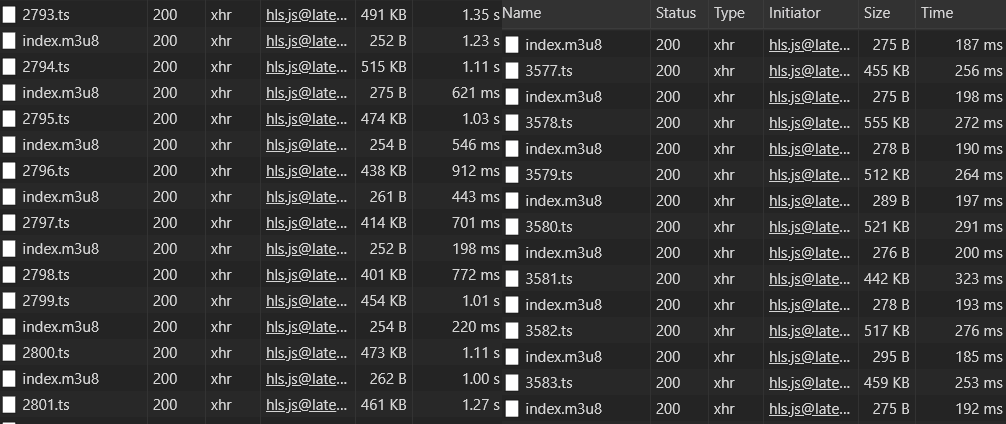 2793.ts 200 xhr hls.js@late... 491 KB 1.35 s
index.m3u8 200 xhr hls.js@late... 252 B 1.23 s
2794.ts 200 xhr hls.js@late... 515 KB 1.11 s
index.m3u8 200 xhr hls.js@late... 275 B 621 ms
2795.ts 200 xhr hls.js@late... 474 KB 1.03 s
index.m3u8 200 xhr hls.js@late... 254 B 546 ms
2796.ts 200 xhr hls.js@late... 438 KB 912 ms
index.m3u8 200 xhr hls.js@late... 261 B 443 ms
2797.ts 200 xhr hls.js@late... 414 KB 701 ms
index.m3u8 200 xhr hls.js@late... 252 B 198 ms
2798.ts 200 xhr hls.js@late... 401 KB 772 ms
2799.ts 200 xhr hls.js@late... 454 KB 1.01 s
index.m3u8 200 xhr hls.js@late... 254 B 220 ms
2800.ts 200 xhr hls.js@late... 473 KB 1.11 s
index.m3u8 200 xhr hls.js@late... 262 B 1.00 s
2801.ts 200 xhr hls.js@late... 461 KB 1.27 s
Name Status Type Initiator Size Time
index.m3u8 200 xhr hls.js@late... 275 B 187 ms
3577.ts 200 xhr hls.js@late... 455 KB 256 ms
index.m3u8 200 xhr hls.js@late... 275 B 198 ms
3578.ts 200 xhr hls.js@late... 555 KB 272 ms
index.m3u8 200 xhr hls.js@late... 278 B 190 ms
3579.ts 200 xhr hls.js@late... 512 KB 264 ms
index.m3u8 200 xhr hls.js@late... 289 B 197 ms
3580.ts 200 xhr hls.js@late... 521 KB 291 ms
index.m3u8 200 xhr hls.js@late... 276 B 200 ms
3581.ts 200 xhr hls.js@late... 442 KB 323 ms
index.m3u8 200 xhr hls.js@late... 278 B 193 ms
3582.ts 200 xhr hls.js@late... 517 KB 276 ms
index.m3u8 200 xhr hls.js@late... 295 B 185 ms
3583.ts 200 xhr hls.js@late... 459 KB 253 ms
index.m3u8 200 xhr hls.js@late... 275 B 192 ms